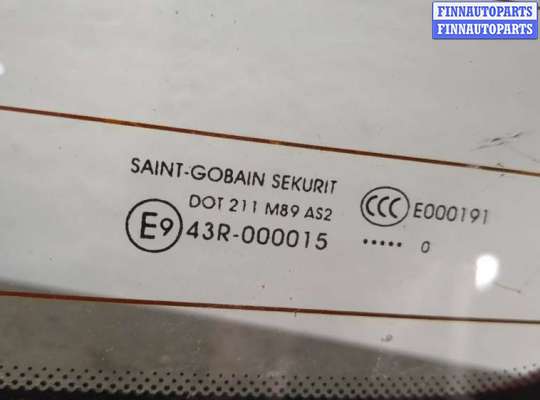 FINNAUTOPARTS
FINNAUTOPARTS
SAINT-GOBAIN SEKURIT
DOT 211 M89 AS2
CCC E000191
E9 43R-000015
..... 0